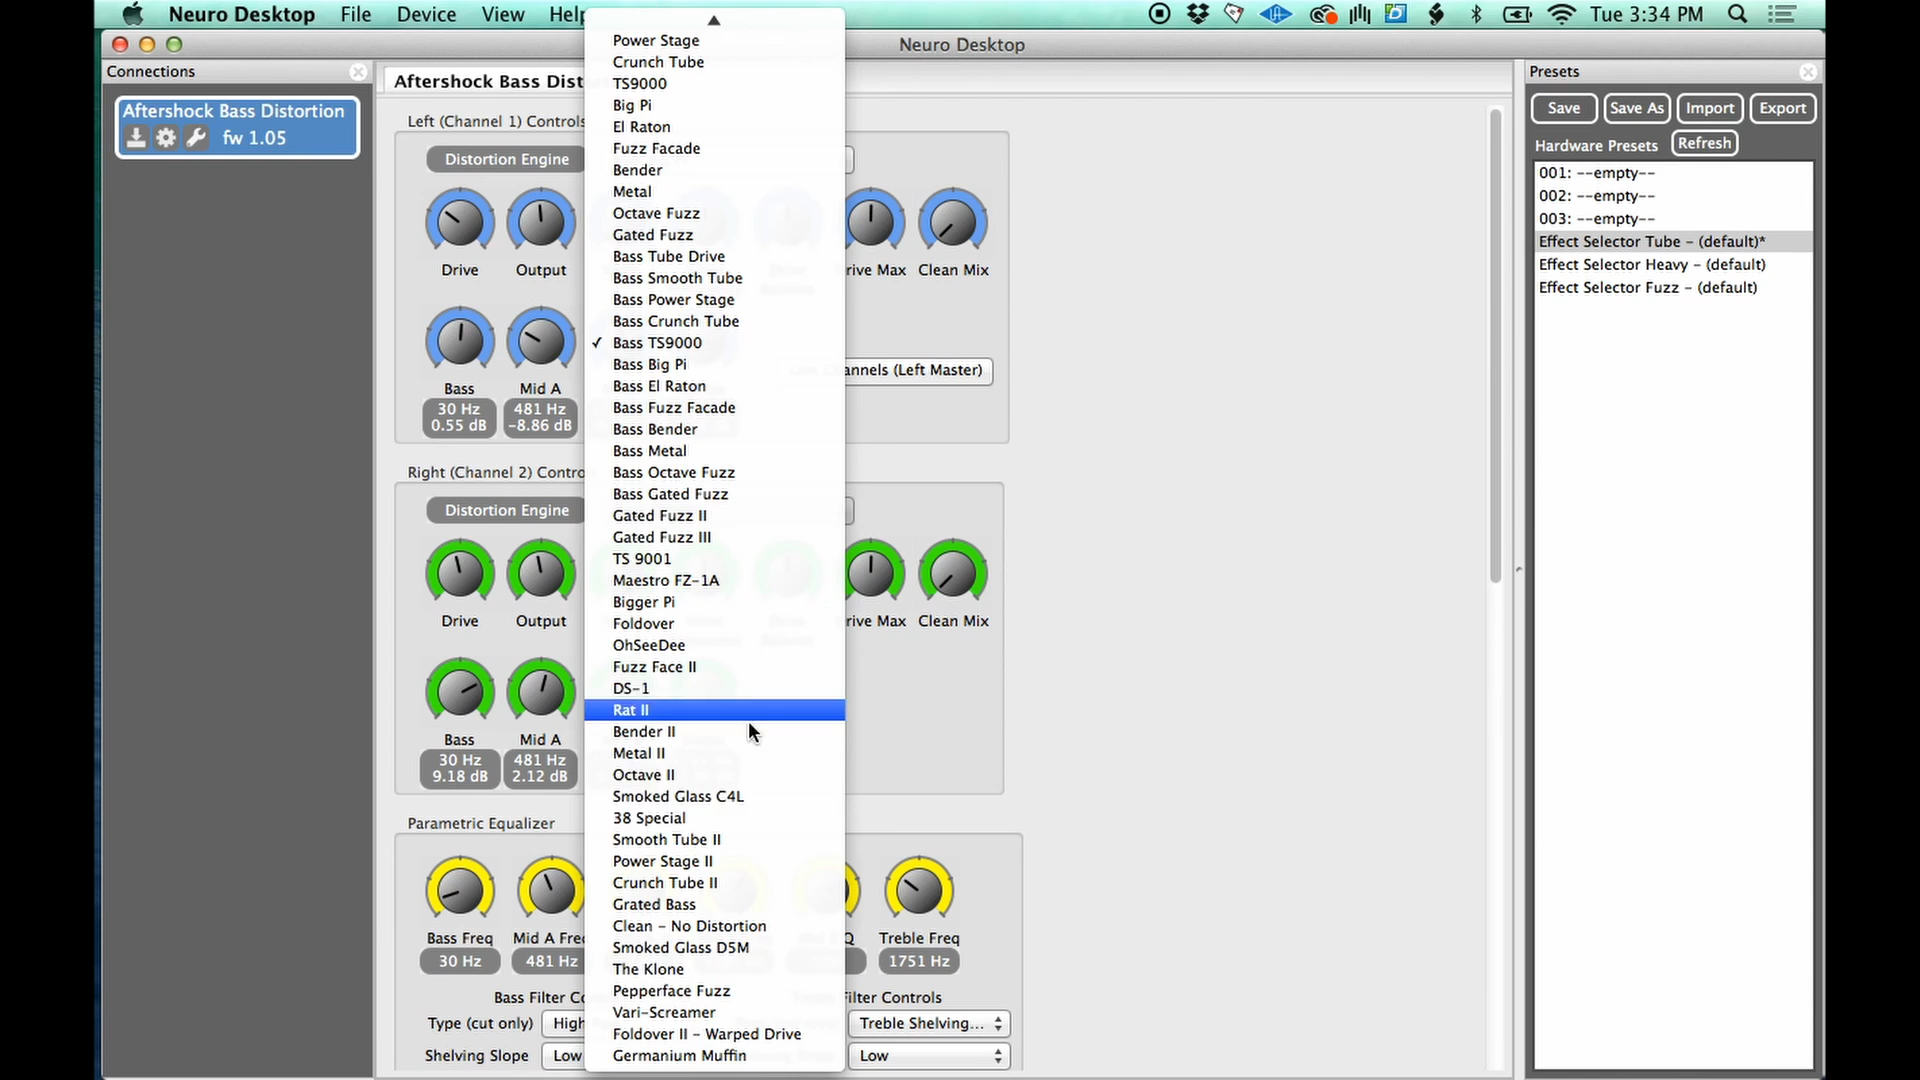 Neuro Desktop File Device View Help Tue 3:34 PM
Neuro Desktop
Connections
Aftershock Bass Distortion
fw 1.05
Aftershock Bass Dist
Left (Channel 1) Controls
Distortion Engine
Drive Output Drive Max Clean Mix
Bass Mid A
30 Hz 481 Hz
0.55 dB -8.86 dB
Channels (Left Master)
Right (Channel 2) Contro
Distortion Engine
Drive Output Drive Max Clean Mix
Bass Mid A
30 Hz 481 Hz
9.18 dB 2.12 dB
Parametric Equalizer
Bass Freq Mid A Freq Q Treble Freq
30 Hz 481 Hz 1751 Hz
Bass Filter Co Filter Controls
Type (cut only) High Treble Shelving...
Shelving Slope Low Low
Power Stage
Crunch Tube
TS9000
Big Pi
El Raton
Fuzz Facade
Bender
Metal
Octave Fuzz
Gated Fuzz
Bass Tube Drive
Bass Smooth Tube
Bass Power Stage
Bass Crunch Tube
✓ Bass TS9000
Bass Big Pi
Bass El Raton
Bass Fuzz Facade
Bass Bender
Bass Metal
Bass Octave Fuzz
Bass Gated Fuzz
Gated Fuzz II
Gated Fuzz III
TS 9001
Maestro FZ-1A
Bigger Pi
Foldover
OhSeeDee
Fuzz Face II
DS-1
Rat II
Bender II
Metal II
Octave II
Smoked Glass C4L
38 Special
Smooth Tube II
Power Stage II
Crunch Tube II
Grated Bass
Clean - No Distortion
Smoked Glass D5M
The Klone
Pepperface Fuzz
Vari-Screamer
Foldover II - Warped Drive
Germanium Muffin
Presets
Save Save As Import Export
Hardware Presets Refresh
001: --empty--
002: --empty--
003: --empty--
Effect Selector Tube - (default)*
Effect Selector Heavy - (default)
Effect Selector Fuzz - (default)